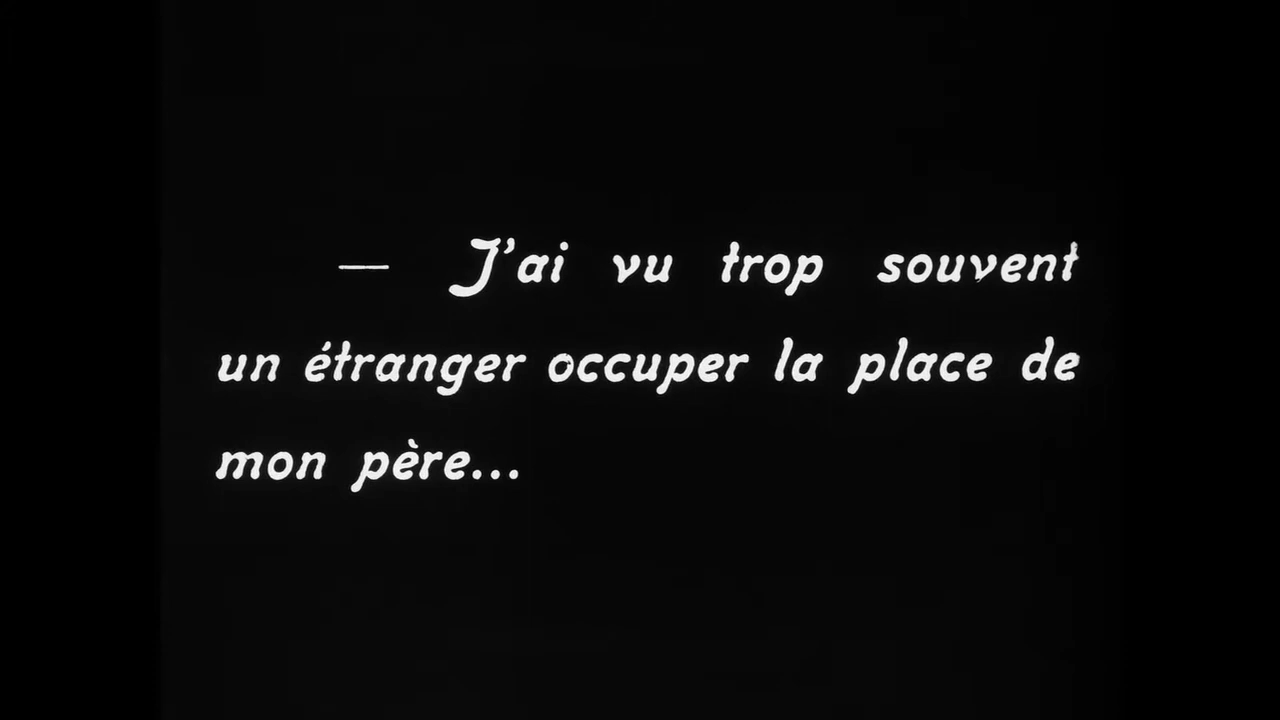 — J'ai vu trop souvent
un étranger occuper la place de
mon père...